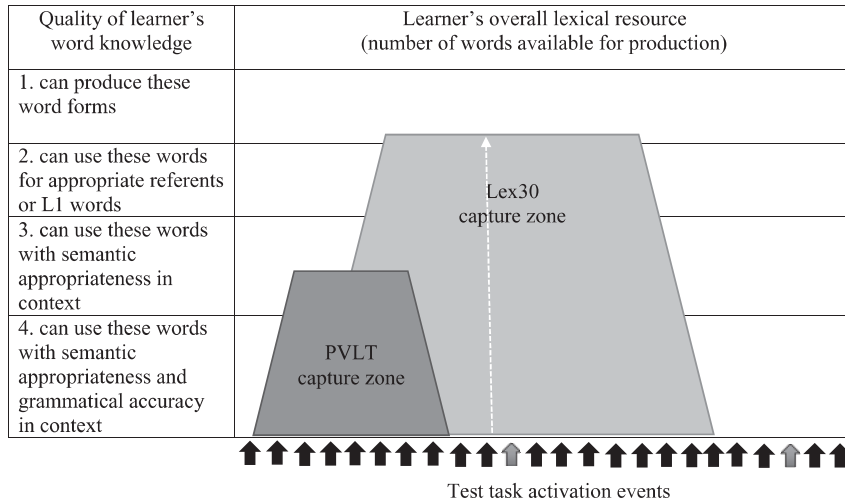 Quality of learner's
word knowledge
Learner's overall lexical resource
(number of words available for production)
1. can produce these
word forms
2. can use these words
for appropriate referents
or L1 words
3. can use these words
with semantic
appropriateness in
context
4. can use these words
with semantic
appropriateness and
grammatical accuracy
in context
Lex30
capture zone
PVLT
capture zone
Test task activation events